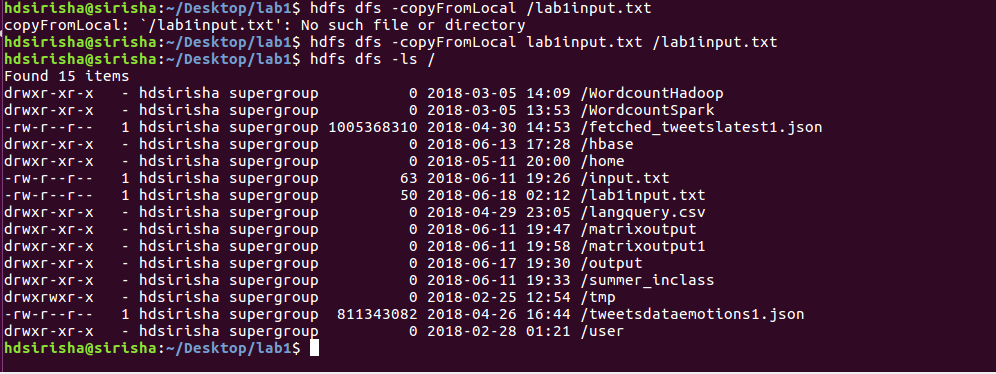 hdsirisha@sirisha:~/Desktop/lab1$ hdfs dfs -copyFromLocal /lab1input.txt
copyFromLocal: `/lab1input.txt': No such file or directory
hdsirisha@sirisha:~/Desktop/lab1$ hdfs dfs -copyFromLocal lab1input.txt /lab1input.txt
hdsirisha@sirisha:~/Desktop/lab1$ hdfs dfs -ls /
Found 15 items
drwxr-xr-x   - hdsirisha supergroup          0 2018-03-05 14:09 /WordcountHadoop
drwxr-xr-x   - hdsirisha supergroup          0 2018-03-05 13:53 /WordcountSpark
-rw-r--r--   1 hdsirisha supergroup 1005368310 2018-04-30 14:53 /fetched_tweetslatest1.json
drwxr-xr-x   - hdsirisha supergroup          0 2018-06-13 17:28 /hbase
drwxr-xr-x   - hdsirisha supergroup          0 2018-05-11 20:00 /home
-rw-r--r--   1 hdsirisha supergroup         63 2018-06-11 19:26 /input.txt
-rw-r--r--   1 hdsirisha supergroup         50 2018-06-18 02:12 /lab1input.txt
drwxr-xr-x   - hdsirisha supergroup          0 2018-04-29 23:05 /langquery.csv
drwxr-xr-x   - hdsirisha supergroup          0 2018-06-11 19:47 /matrixoutput
drwxr-xr-x   - hdsirisha supergroup          0 2018-06-11 19:58 /matrixoutput1
drwxr-xr-x   - hdsirisha supergroup          0 2018-06-17 19:30 /output
drwxr-xr-x   - hdsirisha supergroup          0 2018-06-11 19:33 /summer_inclass
drwxrwxr-x   - hdsirisha supergroup          0 2018-02-25 12:54 /tmp
-rw-r--r--   1 hdsirisha supergroup  811343082 2018-04-26 16:44 /tweetsdataemotions1.json
drwxr-xr-x   - hdsirisha supergroup          0 2018-02-28 01:21 /user
hdsirisha@sirisha:~/Desktop/lab1$